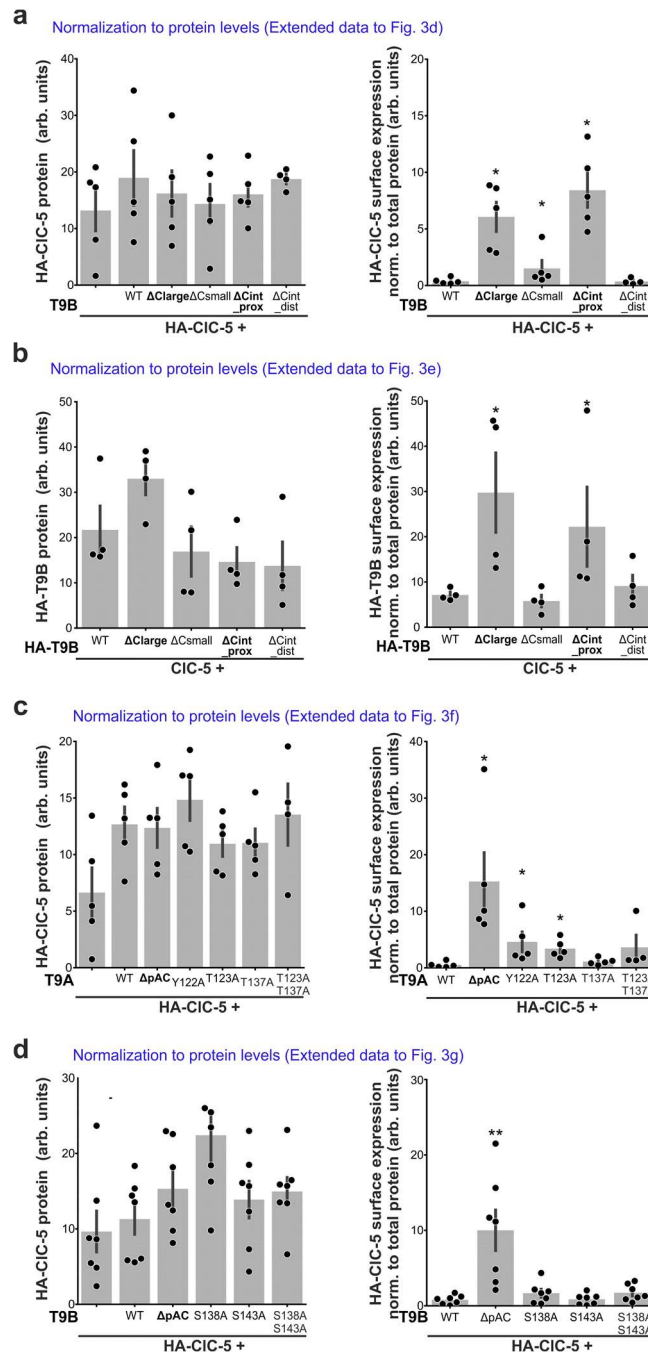 a
Normalization to protein levels (Extended data to Fig. 3d)
HA-ClC-5 protein (arb. units)
40
30
20
10
0
WT ΔClarge ΔCsmall ΔCint_prox ΔCint_dist
T9B
HA-ClC-5 +
HA-ClC-5 surface expression
norm. to total protein (arb. units)
20
15
10
5
0
* * *
WT ΔClarge ΔCsmall ΔCint_prox ΔCint_dist
T9B
HA-ClC-5 +
b
Normalization to protein levels (Extended data to Fig. 3e)
HA-T9B protein (arb. units)
50
40
30
20
10
0
WT ΔClarge ΔCsmall ΔCint_prox ΔCint_dist
HA-T9B
ClC-5 +
HA-T9B surface expression
norm. to total protein (arb. units)
50
40
30
20
10
0
* *
WT ΔClarge ΔCsmall ΔCint_prox ΔCint_dist
HA-T9B
ClC-5 +
c
Normalization to protein levels (Extended data to Fig. 3f)
HA-ClC-5 protein (arb. units)
20
15
10
5
0
WT ΔpAC Y122A T123A T137A T123A T137A
T9A
HA-ClC-5 +
HA-ClC-5 surface expression
norm. to total protein (arb. units)
50
40
30
20
10
0
* * *
WT ΔpAC Y122A T123A T137A T123 T137
T9A
HA-ClC-5 +
d
Normalization to protein levels (Extended data to Fig. 3g)
HA-ClC-5 protein (arb. units)
30
20
10
0
WT ΔpAC S138A S143A S138A S143A
T9B
HA-ClC-5 +
HA-ClC-5 surface expression
norm. to total protein (arb. units)
30
20
10
0
**
WT ΔpAC S138A S143A S138A S143A
T9B
HA-ClC-5 +